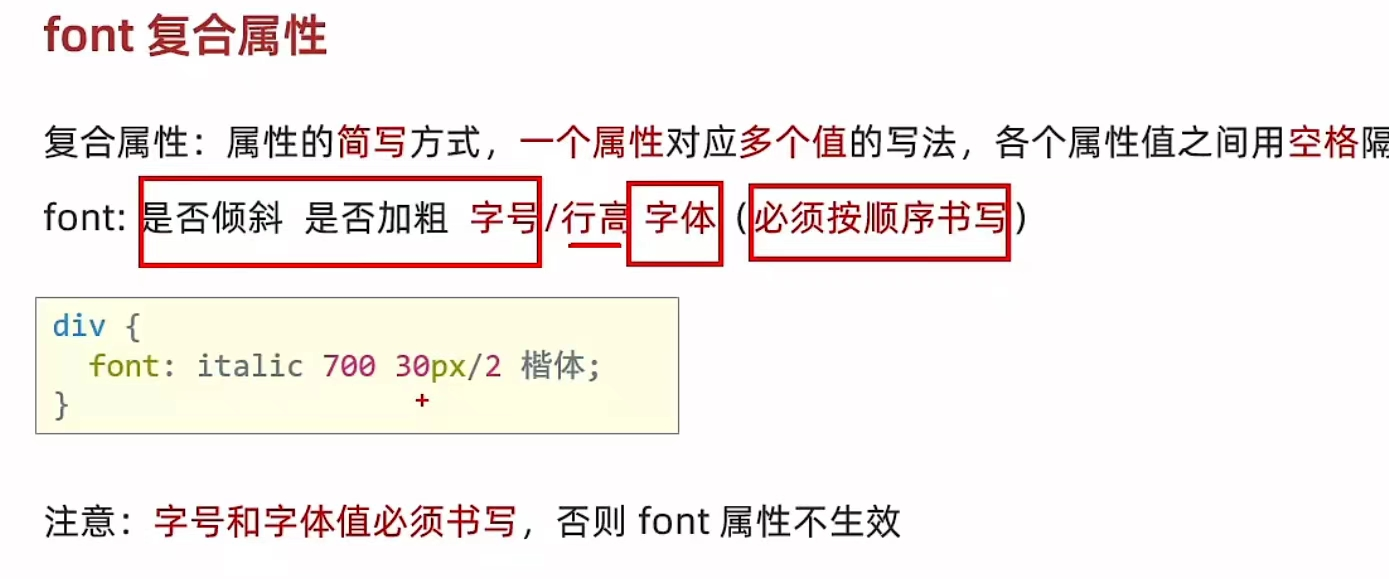 font 复合属性
复合属性：属性的简写方式，一个属性对应多个值的写法，各个属性值之间用空格隔
font: 是否倾斜 是否加粗 字号/行高 字体（必须按顺序书写）
div {
  font: italic 700 30px/2 楷体;
}
注意：字号和字体值必须书写，否则 font 属性不生效